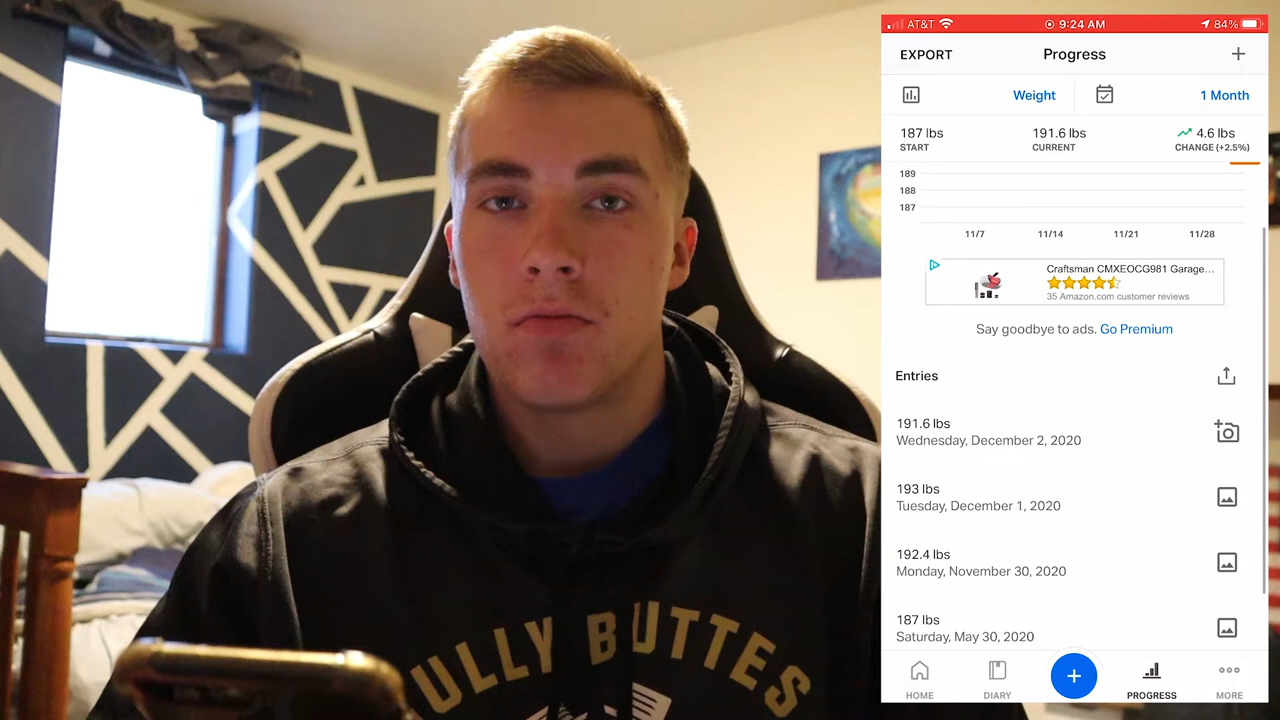 AT&T 9:24 AM 84%
EXPORT Progress
Weight 1 Month
187 lbs 191.6 lbs 4.6 lbs
START CURRENT CHANGE (+2.5%)
189
188
187
11/7 11/14 11/21 11/28
Craftsman CMXEOCG981 Garage...
35 Amazon.com customer reviews
Say goodbye to ads. Go Premium
Entries
191.6 lbs
Wednesday, December 2, 2020
193 lbs
Tuesday, December 1, 2020
192.4 lbs
Monday, November 30, 2020
187 lbs
Saturday, May 30, 2020
HOME DIARY PROGRESS MORE
ULLY BUTTES